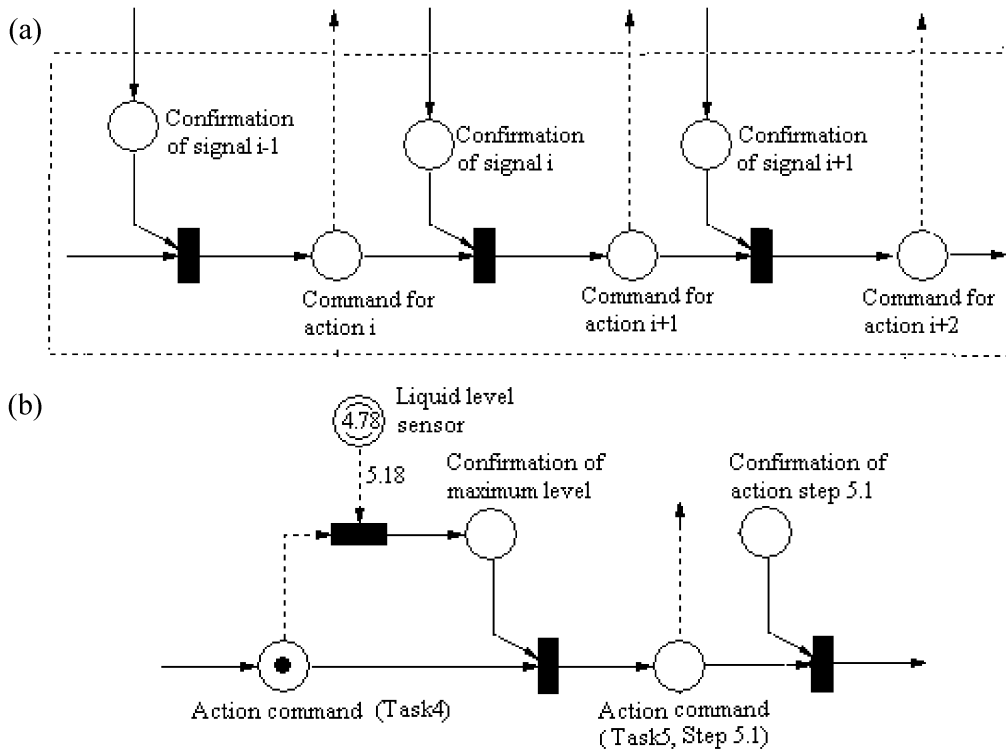 (a)
Confirmation
of signal i-1
Confirmation
of signal i
Confirmation
of signal i+1
Command for
action i
Command for
action i+1
Command for
action i+2
(b)
4.78
Liquid level
sensor
5.18
Confirmation of
maximum level
Confirmation of
action step 5.1
Action command (Task4)
Action command
(Task5, Step 5.1)